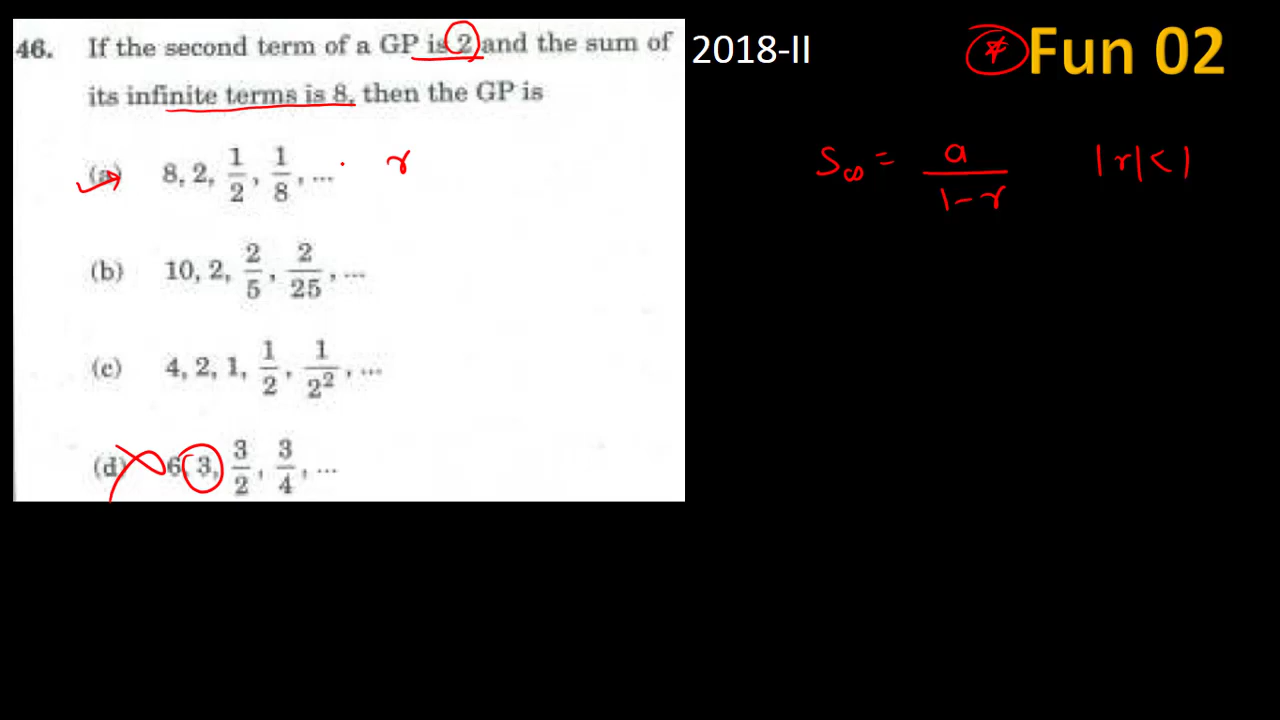 46. If the second term of a GP is 2 and the sum of
its infinite terms is 8, then the GP is
(a) 8, 2, 1/2, 1/8, ... r
(b) 10, 2, 2/5, 2/25, ...
(c) 4, 2, 1, 1/2, 1/2², ...
(d) 6, 3, 3/2, 3/4, ...
2018-II
* Fun 02
S∞ = a/(1-r) |r|<1